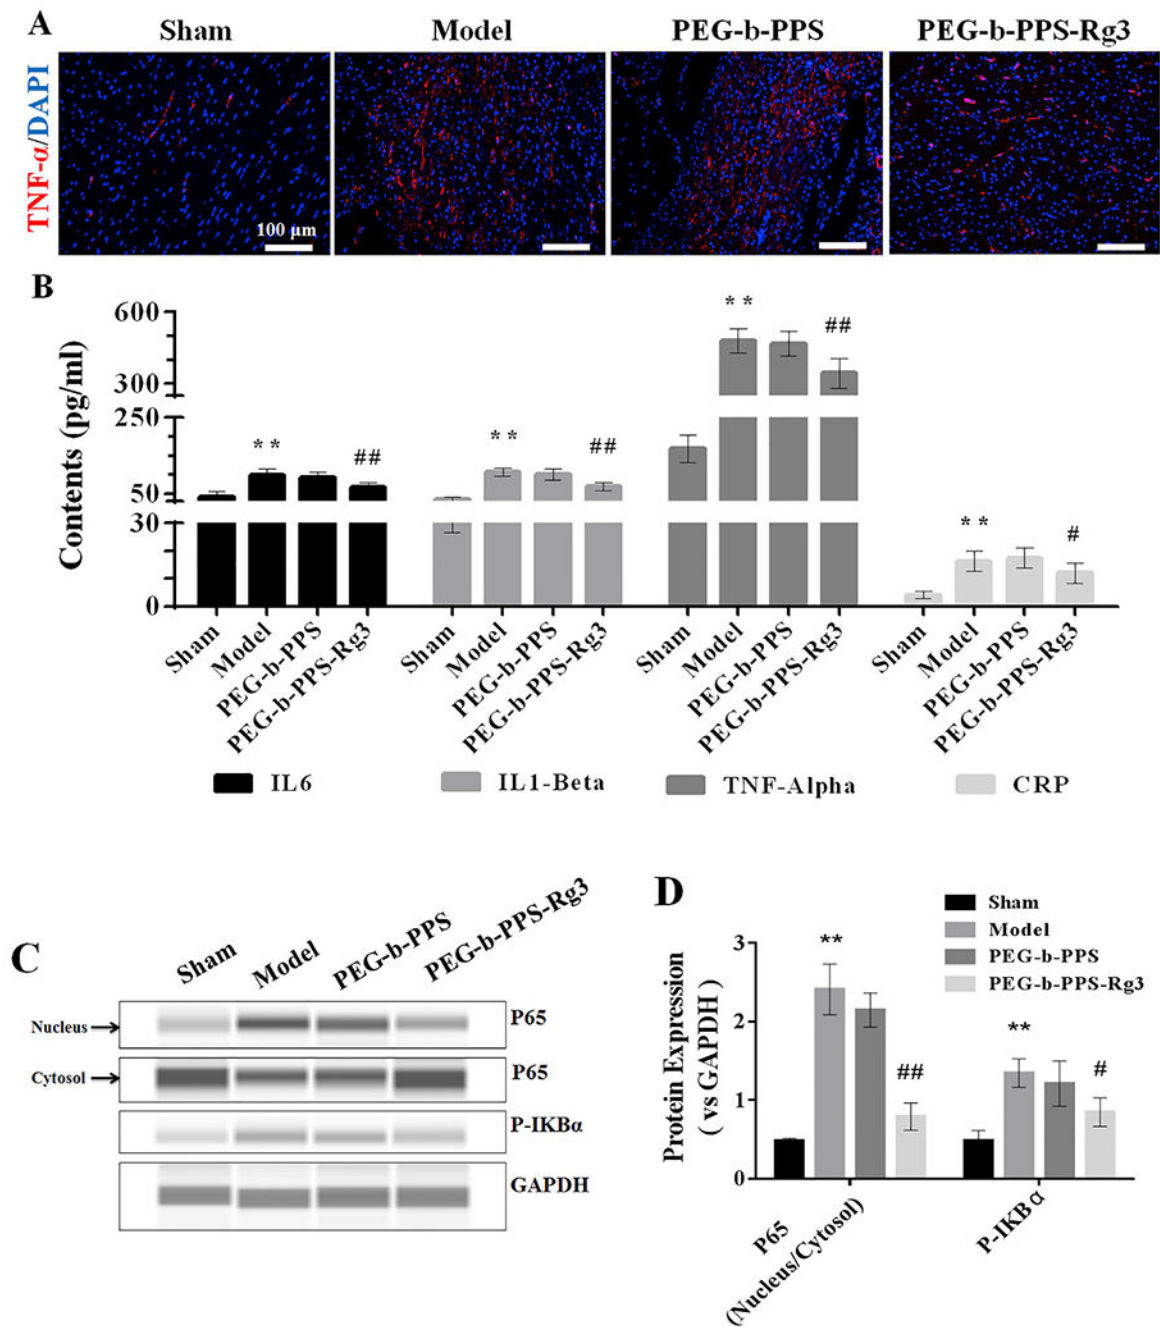 A
Sham
Model
PEG-b-PPS
PEG-b-PPS-Rg3
TNF-α/DAPI
100 µm
B
Contents (pg/ml)
600
300
250
50
30
0
**
##
**
##
**
##
**
#
Sham
Model
PEG-b-PPS
PEG-b-PPS-Rg3
Sham
Model
PEG-b-PPS
PEG-b-PPS-Rg3
Sham
Model
PEG-b-PPS
PEG-b-PPS-Rg3
Sham
Model
PEG-b-PPS
PEG-b-PPS-Rg3
IL6
IL1-Beta
TNF-Alpha
CRP
C
Sham
Model
PEG-b-PPS
PEG-b-PPS-Rg3
Nucleus
P65
Cytosol
P65
P-IKBα
GAPDH
D
Sham
Model
PEG-b-PPS
PEG-b-PPS-Rg3
Protein Expression
( vs GAPDH )
3
2
1
0
**
##
**
#
P65
(Nucleus/Cytosol)
P-IKBα